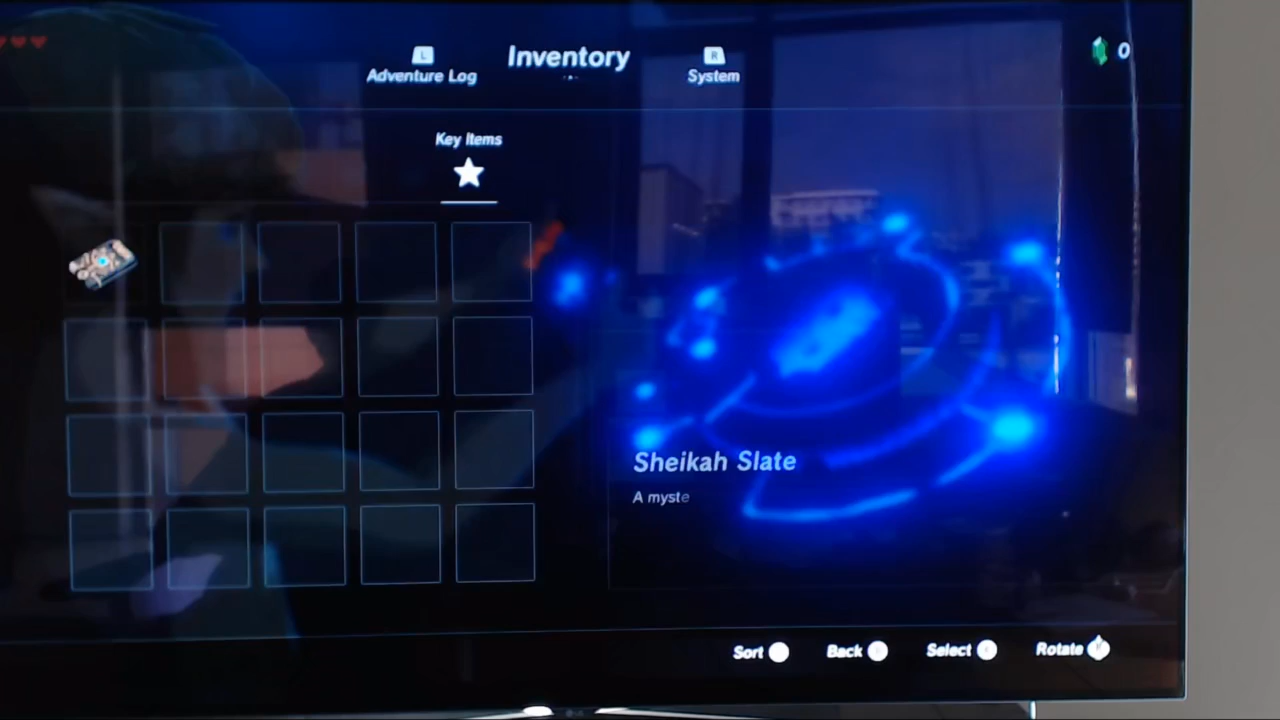 L
Inventory
R
0
Adventure Log
System
Key Items
Sheikah Slate
A myste
Sort
Back
Select
Rotate